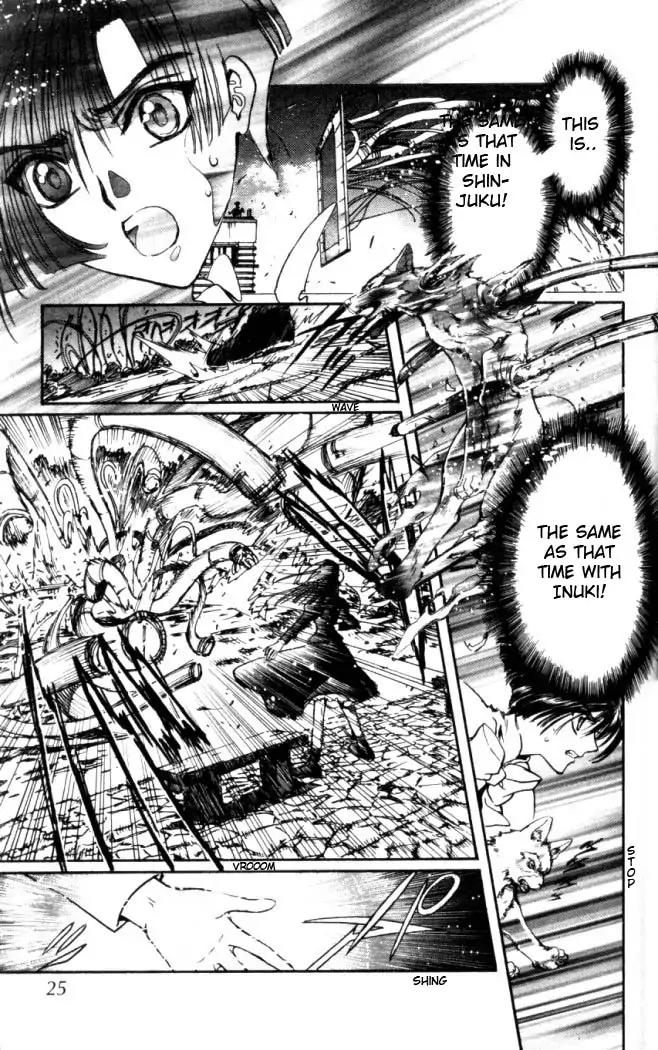 THIS
IS..
THE SAME
AS THAT
TIME IN
SHIN-
JUKU!
WAVE
THE SAME
AS THAT
TIME WITH
INUKI!
VROOOM
STOP
SHING
25